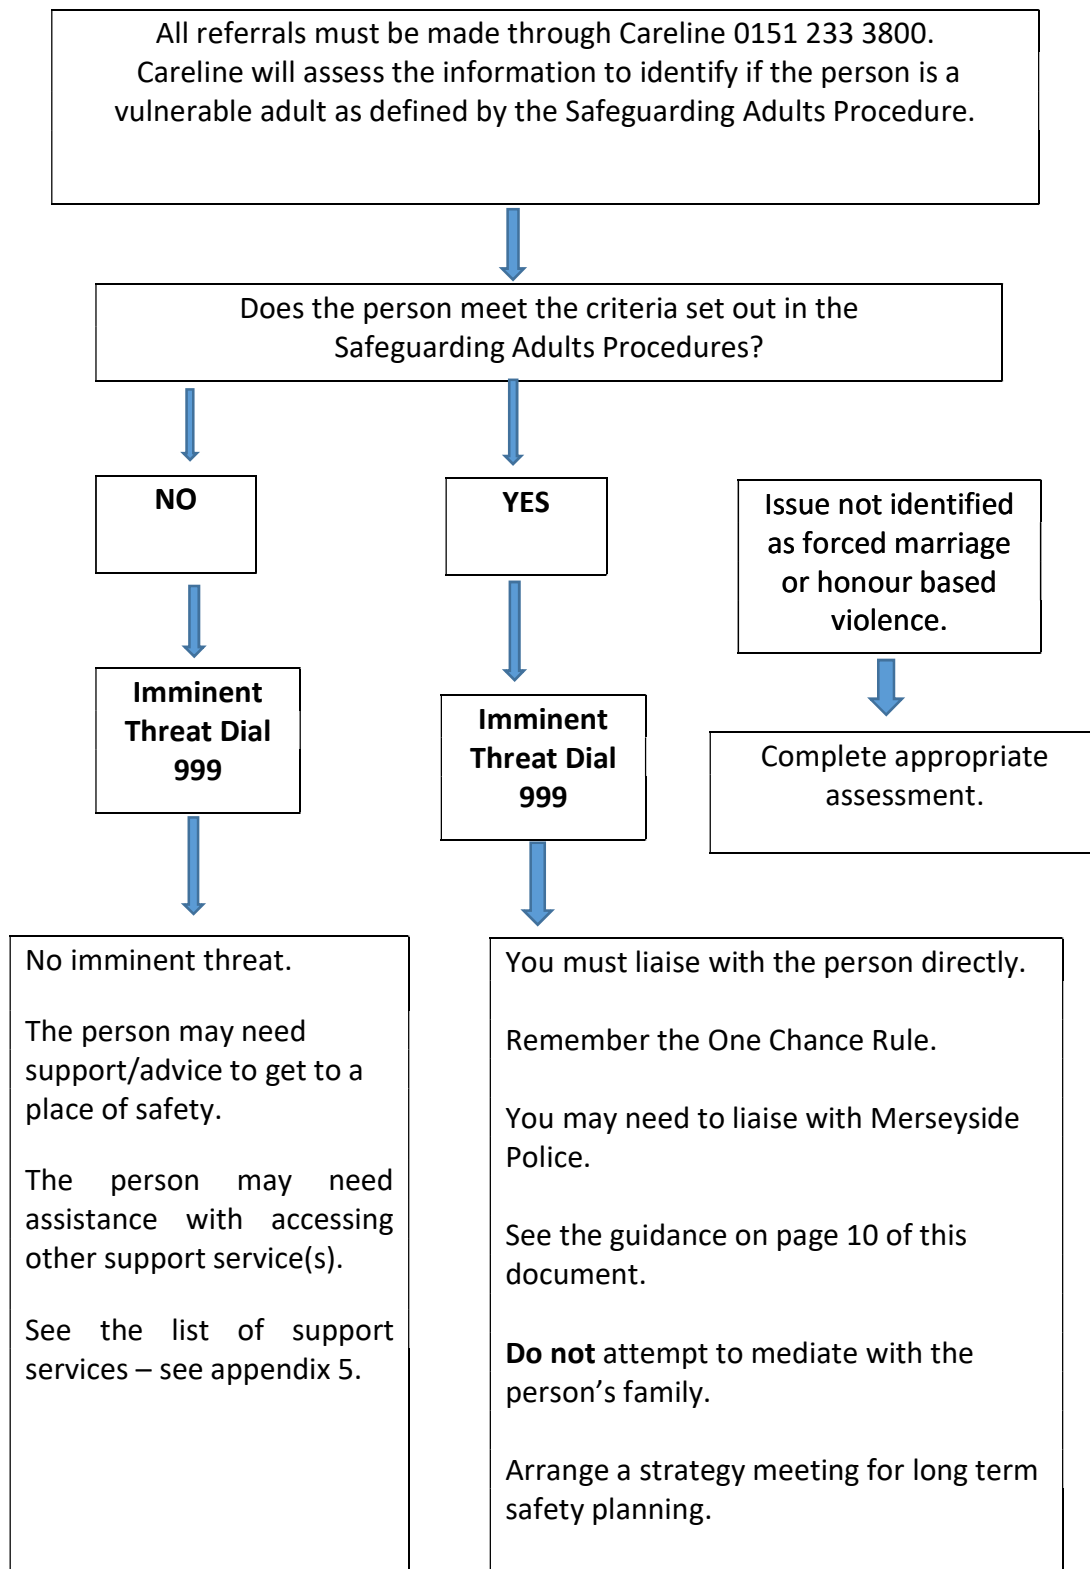 All referrals must be made through Careline 0151 233 3800.
Careline will assess the information to identify if the person is a
vulnerable adult as defined by the Safeguarding Adults Procedure.
Does the person meet the criteria set out in the
Safeguarding Adults Procedures?
NO
YES
Issue not identified
as forced marriage
or honour based
violence.
Imminent
Threat Dial
999
Imminent
Threat Dial
999
Complete appropriate
assessment.
No imminent threat.
The person may need
support/advice to get to a
place of safety.
The person may need
assistance with accessing
other support service(s).
See the list of support
services – see appendix 5.
You must liaise with the person directly.
Remember the One Chance Rule.
You may need to liaise with Merseyside
Police.
See the guidance on page 10 of this
document.
Do not attempt to mediate with the
person’s family.
Arrange a strategy meeting for long term
safety planning.